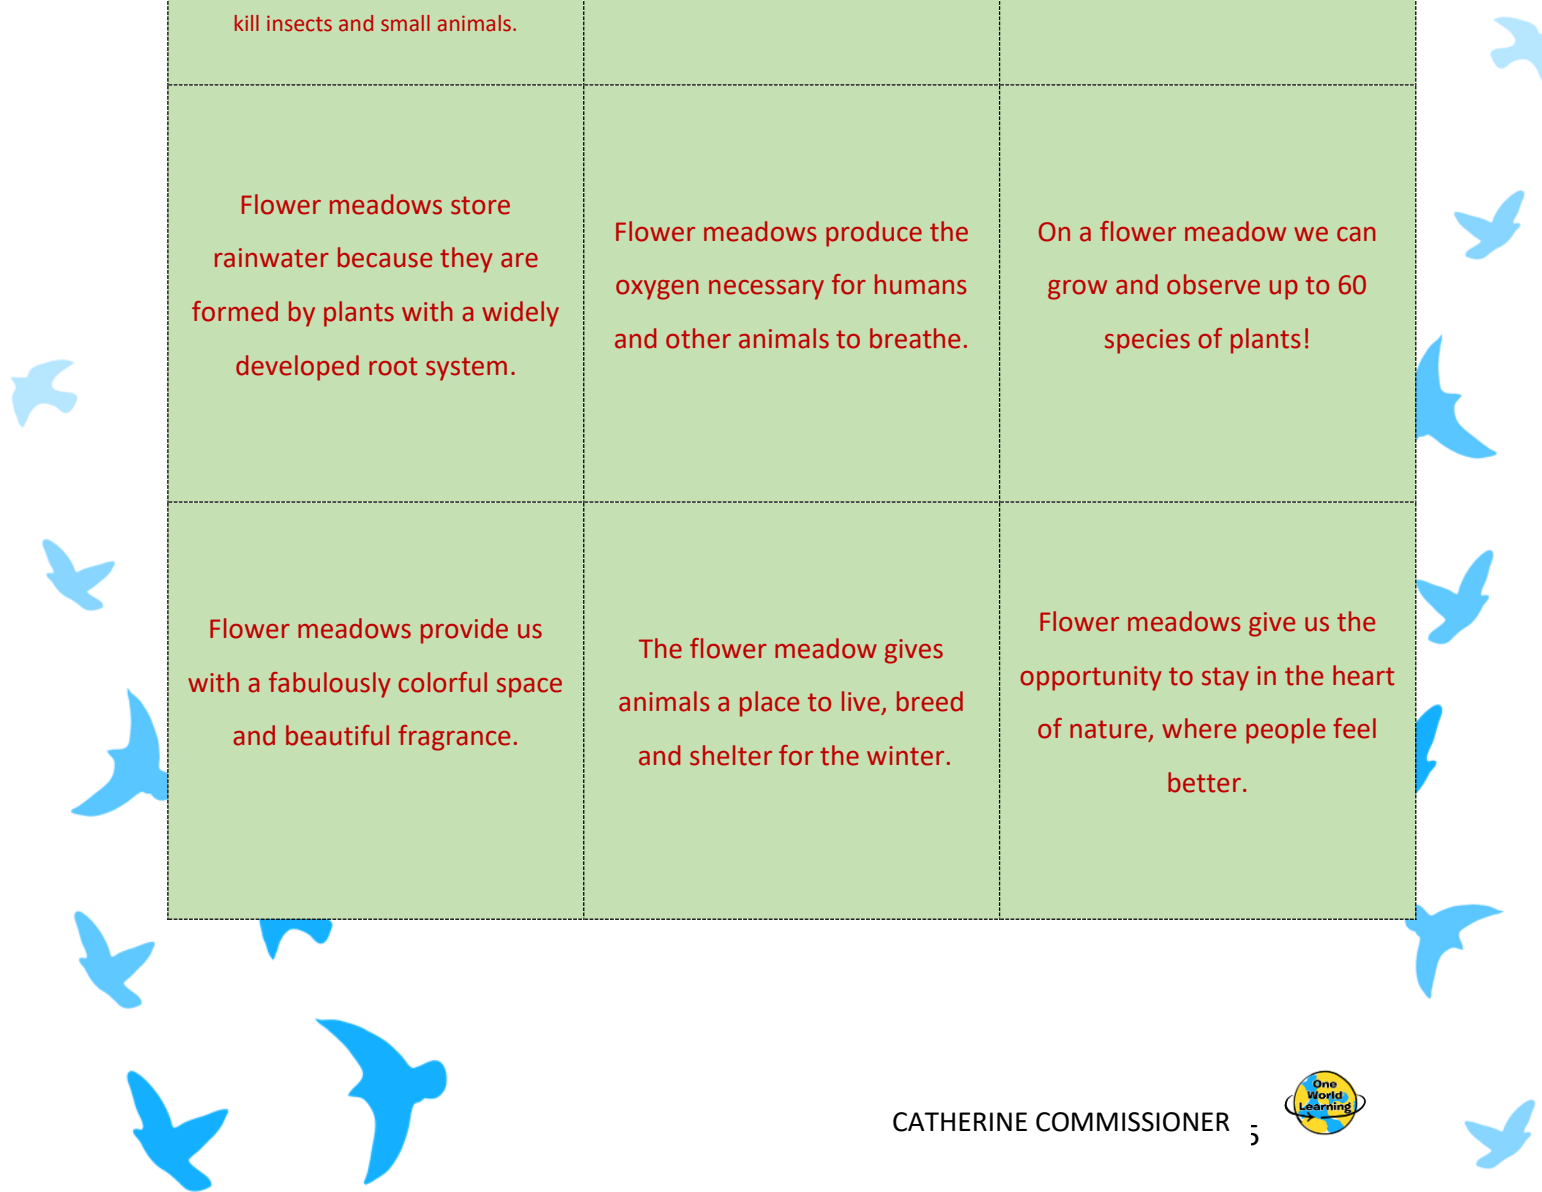 kill insects and small animals.
Flower meadows store
rainwater because they are
formed by plants with a widely
developed root system.
Flower meadows produce the
oxygen necessary for humans
and other animals to breathe.
On a flower meadow we can
grow and observe up to 60
species of plants!
Flower meadows provide us
with a fabulously colorful space
and beautiful fragrance.
The flower meadow gives
animals a place to live, breed
and shelter for the winter.
Flower meadows give us the
opportunity to stay in the heart
of nature, where people feel
better.
CATHERINE COMMISSIONER
One
World
Learning